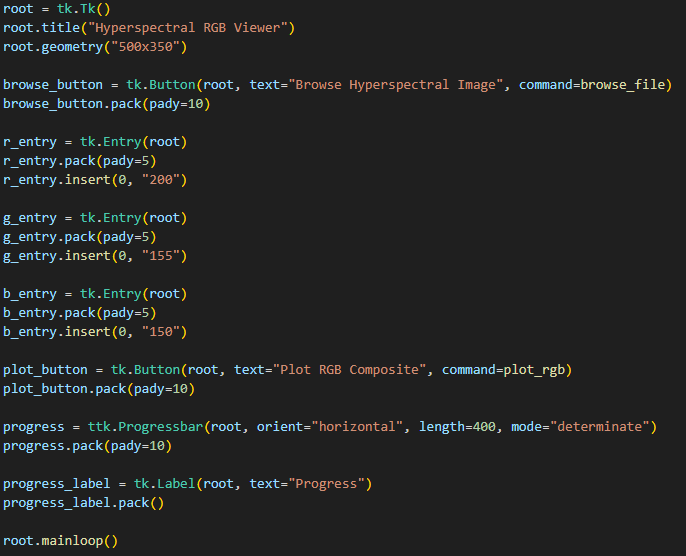 root = tk.Tk()
root.title("Hyperspectral RGB Viewer")
root.geometry("500x350")
browse_button = tk.Button(root, text="Browse Hyperspectral Image", command=browse_file)
browse_button.pack(pady=10)
r_entry = tk.Entry(root)
r_entry.pack(pady=5)
r_entry.insert(0, "200")
g_entry = tk.Entry(root)
g_entry.pack(pady=5)
g_entry.insert(0, "155")
b_entry = tk.Entry(root)
b_entry.pack(pady=5)
b_entry.insert(0, "150")
plot_button = tk.Button(root, text="Plot RGB Composite", command=plot_rgb)
plot_button.pack(pady=10)
progress = ttk.Progressbar(root, orient="horizontal", length=400, mode="determinate")
progress.pack(pady=10)
progress_label = tk.Label(root, text="Progress")
progress_label.pack()
root.mainloop()